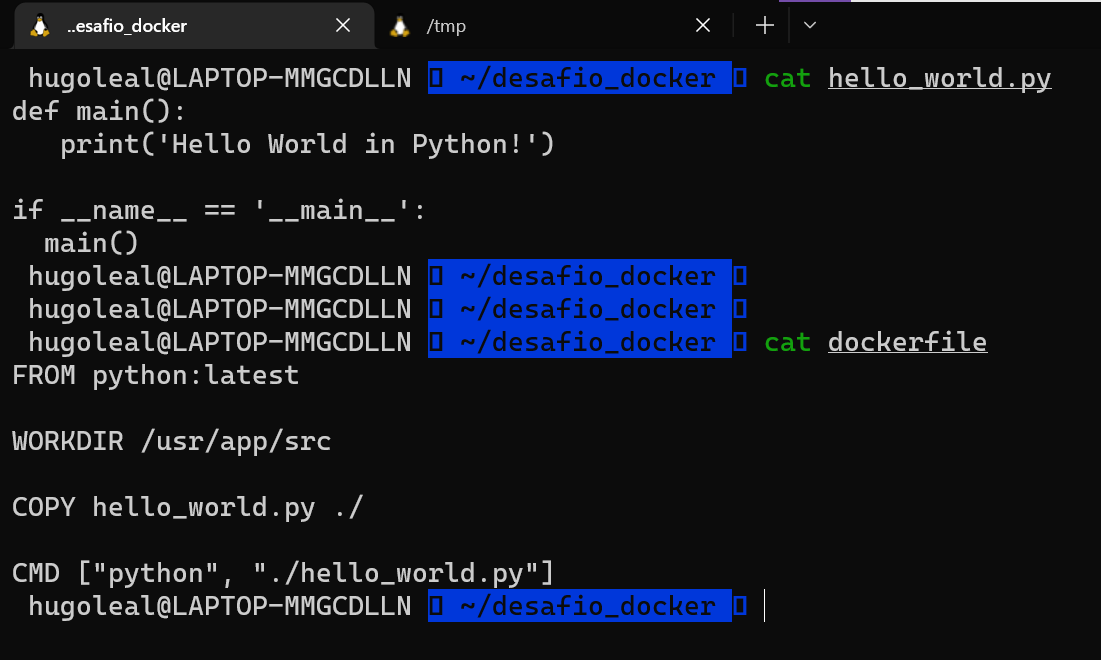 ..esafio_docker
/tmp
hugoleal@LAPTOP-MMGCDLLN ~/desafio_docker cat hello_world.py
def main():
   print('Hello World in Python!')
if __name__ == '__main__':
  main()
hugoleal@LAPTOP-MMGCDLLN ~/desafio_docker
hugoleal@LAPTOP-MMGCDLLN ~/desafio_docker
hugoleal@LAPTOP-MMGCDLLN ~/desafio_docker cat dockerfile
FROM python:latest
WORKDIR /usr/app/src
COPY hello_world.py ./
CMD ["python", "./hello_world.py"]
hugoleal@LAPTOP-MMGCDLLN ~/desafio_docker